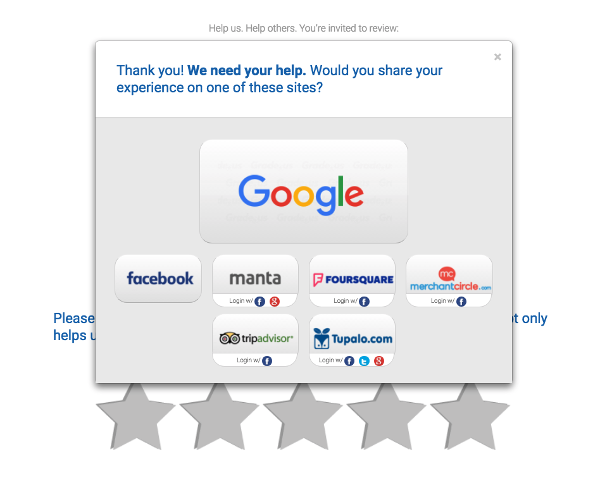 Help us. Help others. You're invited to review:
×
Thank you! We need your help. Would you share your
experience on one of these sites?
Google
facebook
manta
Login w/ f g
FOURSQUARE
Login w/ f
mc
merchantcircle.com
Login w/ f
Please
ot only
helps u
tripadvisor®
Login w/ f
Tupalo.com
Login w/ f g